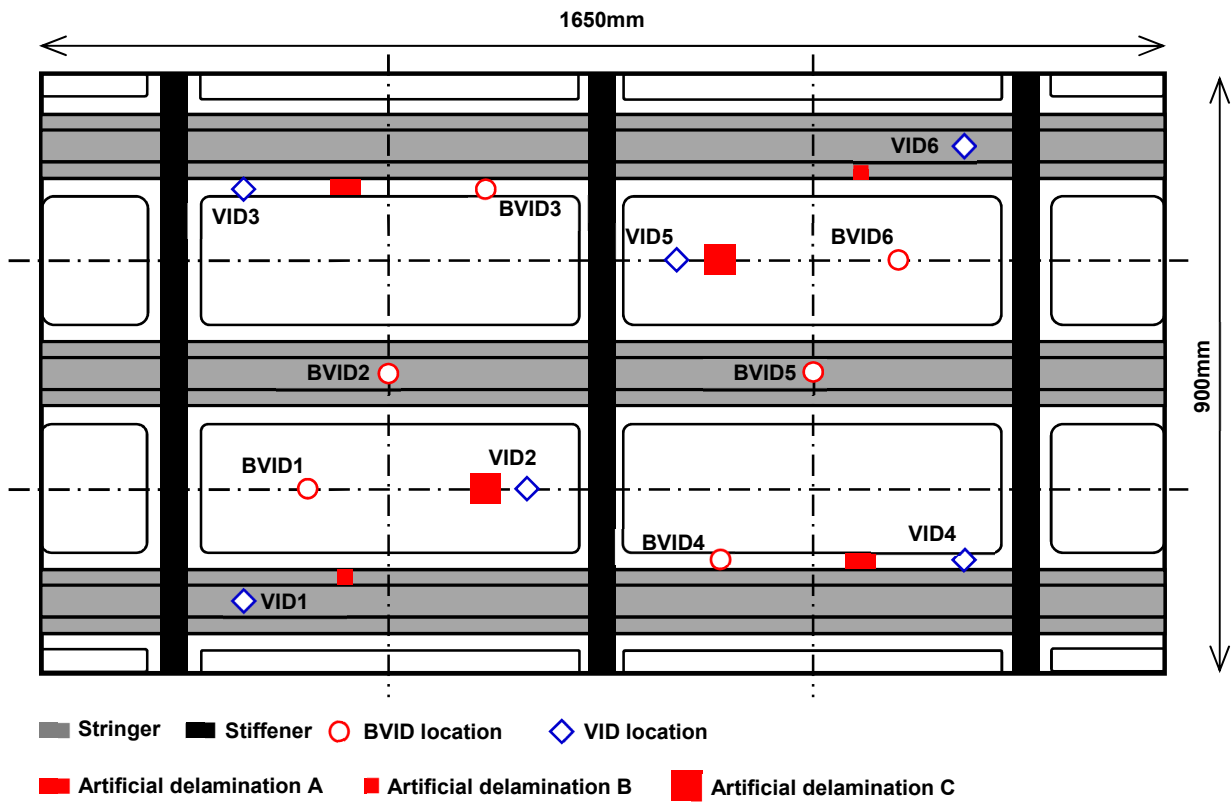 1650mm
VID6
VID3
BVID3
VID5
BVID6
BVID2
BVID5
900mm
BVID1
VID2
BVID4
VID4
VID1
Stringer
Stiffener
BVID location
VID location
Artificial delamination A
Artificial delamination B
Artificial delamination C